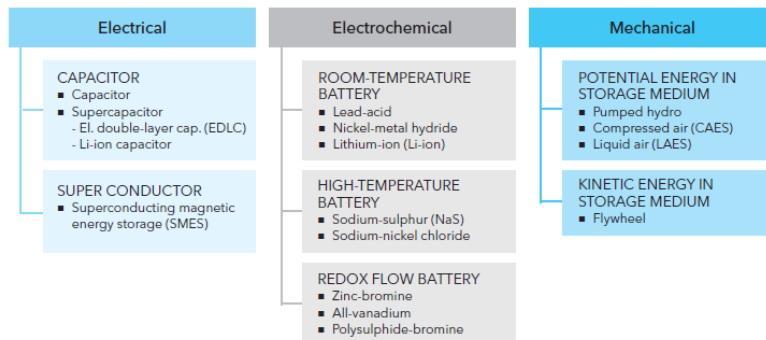 Electrical
CAPACITOR
▪ Capacitor
▪ Supercapacitor
- El. double-layer cap. (EDLC)
- Li-ion capacitor
SUPER CONDUCTOR
▪ Superconducting magnetic
energy storage (SMES)
Electrochemical
ROOM-TEMPERATURE
BATTERY
▪ Lead-acid
▪ Nickel-metal hydride
▪ Lithium-ion (Li-ion)
HIGH-TEMPERATURE
BATTERY
▪ Sodium-sulphur (NaS)
▪ Sodium-nickel chloride
REDOX FLOW BATTERY
▪ Zinc-bromine
▪ All-vanadium
▪ Polysulphide-bromine
Mechanical
POTENTIAL ENERGY IN
STORAGE MEDIUM
▪ Pumped hydro
▪ Compressed air (CAES)
▪ Liquid air (LAES)
KINETIC ENERGY IN
STORAGE MEDIUM
▪ Flywheel